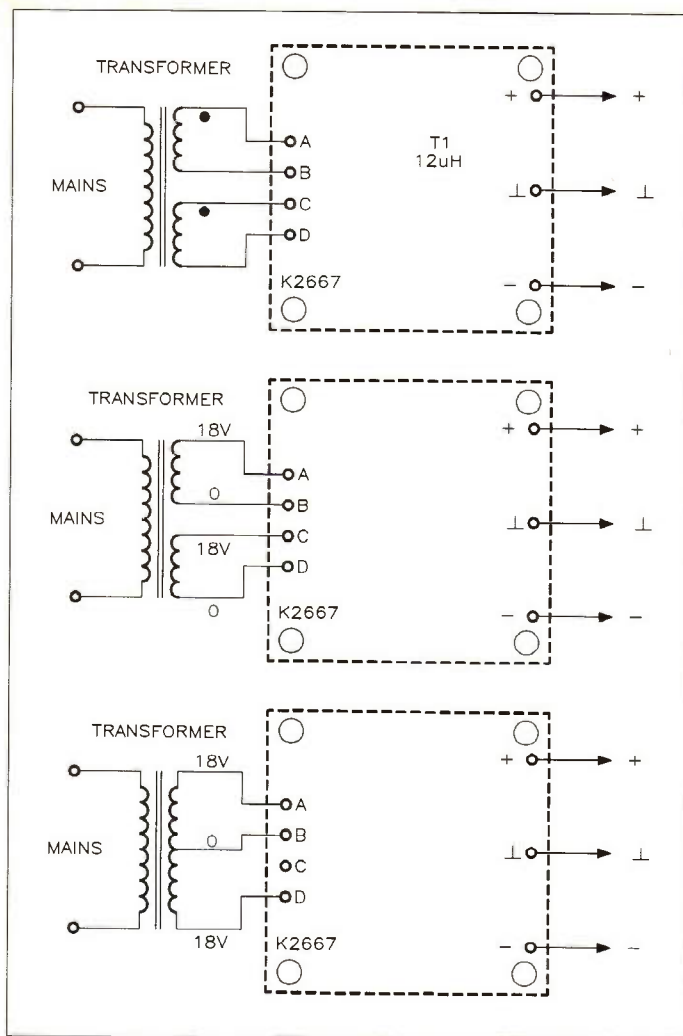 TRANSFORMER
MAINS
A
B
C
D
T1
12uH
K2667
+ +
⊥ ⊥
- -
TRANSFORMER
18V
0
18V
0
MAINS
A
B
C
D
K2667
+ +
⊥ ⊥
- -
TRANSFORMER
18V
0
18V
MAINS
A
B
C
D
K2667
+ +
⊥ ⊥
- -